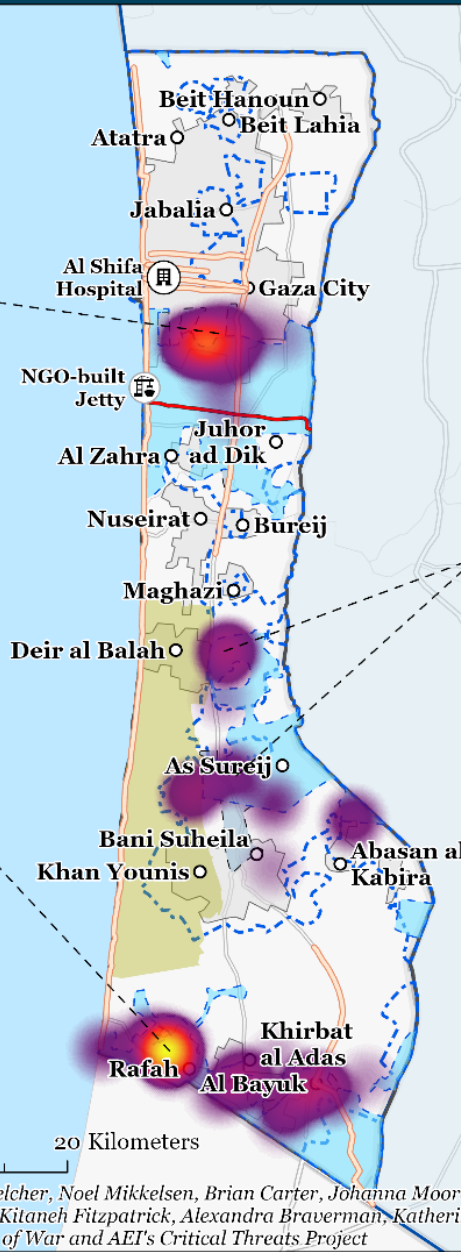 Beit Hanoun
Beit Lahia
Atatra
Jabalia
Al Shifa
Hospital
Gaza City
NGO-built
Jetty
Juhor
ad Dik
Al Zahra
Nuseirat
Bureij
Maghazi
Deir al Balah
As Sureij
Bani Suheila
Abasan al
Kabira
Khan Younis
Khirbat
al Adas
Rafah
Al Bayuk
20 Kilometers
elcher, Noel Mikkelsen, Brian Carter, Johanna Moor
Kitaneh Fitzpatrick, Alexandra Braverman, Katheri
of War and AEI's Critical Threats Project